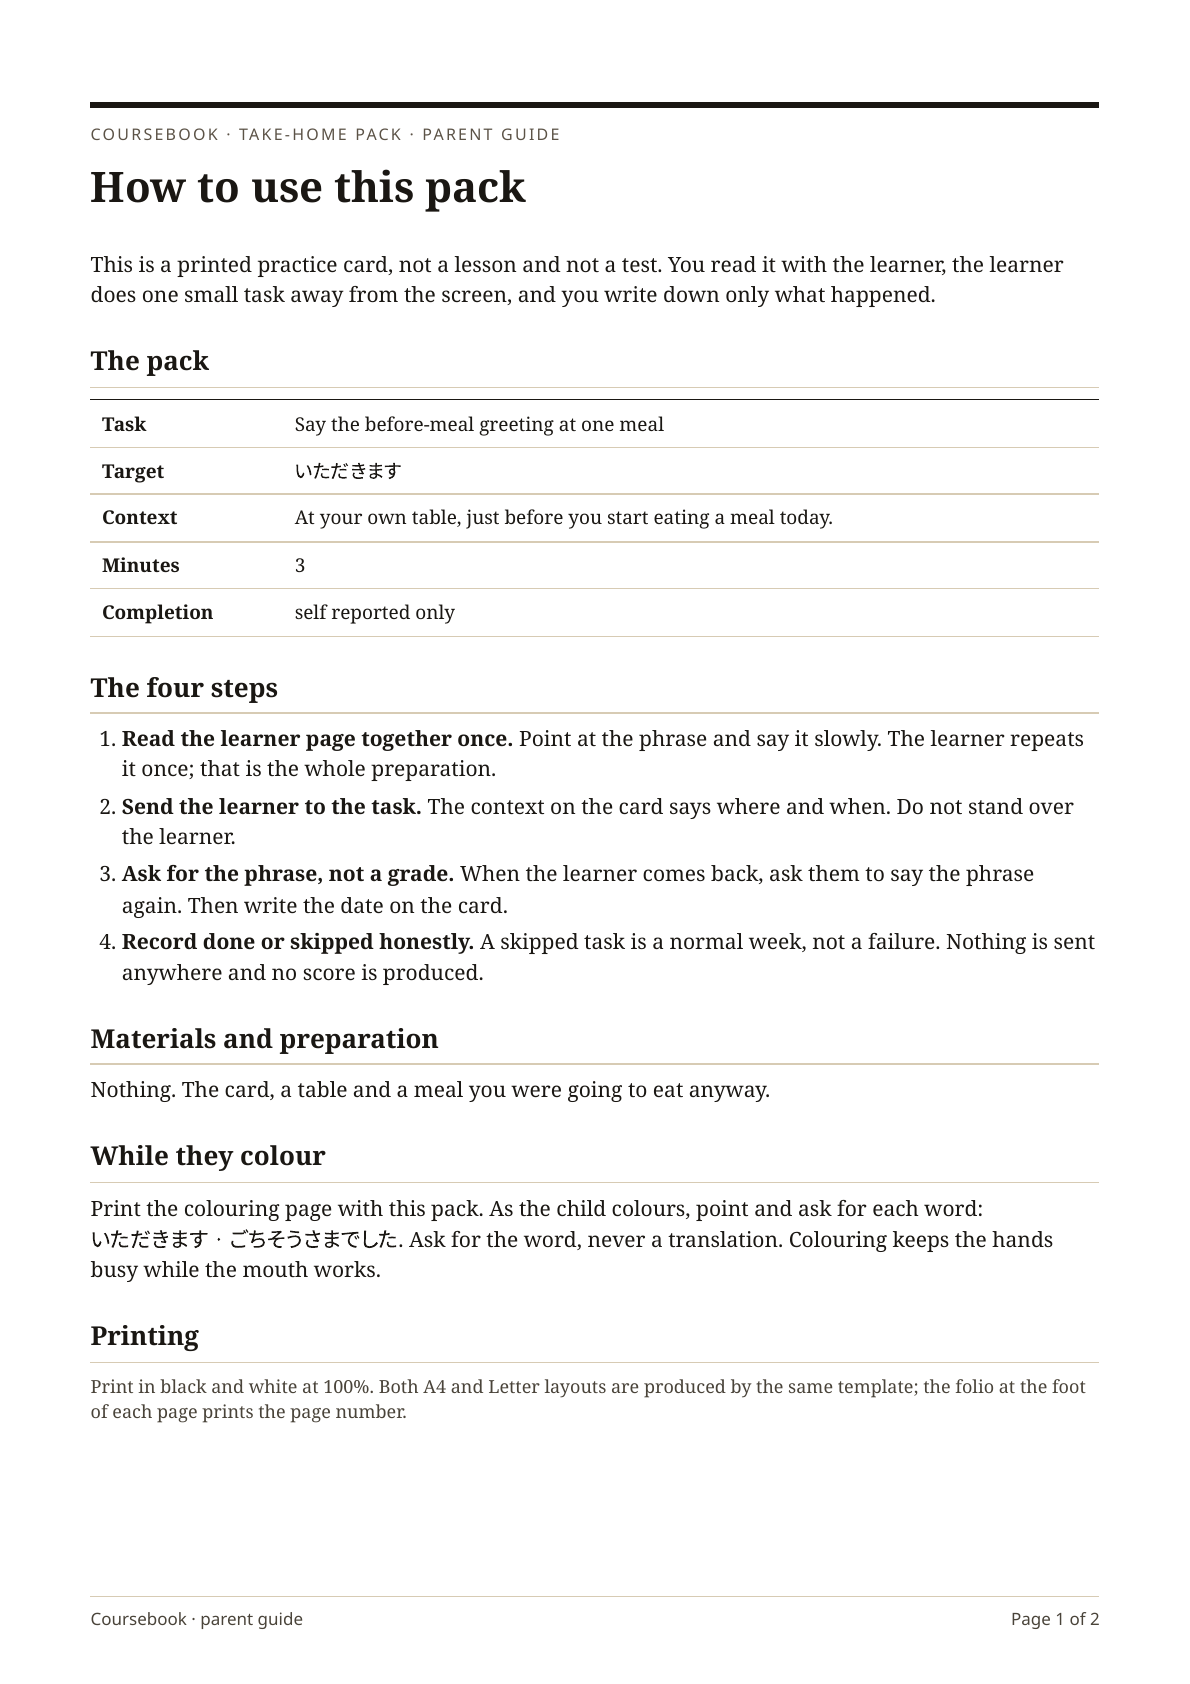 COURSEBOOK · TAKE-HOME PACK · PARENT GUIDE
How to use this pack
This is a printed practice card, not a lesson and not a test. You read it with the learner, the learner
does one small task away from the screen, and you write down only what happened.
The pack
Task Say the before-meal greeting at one meal
Target いただきます
Context At your own table, just before you start eating a meal today.
Minutes 3
Completion self reported only
The four steps
1. Read the learner page together once. Point at the phrase and say it slowly. The learner repeats
it once; that is the whole preparation.
2. Send the learner to the task. The context on the card says where and when. Do not stand over
the learner.
3. Ask for the phrase, not a grade. When the learner comes back, ask them to say the phrase
again. Then write the date on the card.
4. Record done or skipped honestly. A skipped task is a normal week, not a failure. Nothing is sent
anywhere and no score is produced.
Materials and preparation
Nothing. The card, a table and a meal you were going to eat anyway.
While they colour
Print the colouring page with this pack. As the child colours, point and ask for each word:
いただきます · ごちそうさまでした. Ask for the word, never a translation. Colouring keeps the hands
busy while the mouth works.
Printing
Print in black and white at 100%. Both A4 and Letter layouts are produced by the same template; the folio at the foot
of each page prints the page number.
Coursebook · parent guide Page 1 of 2